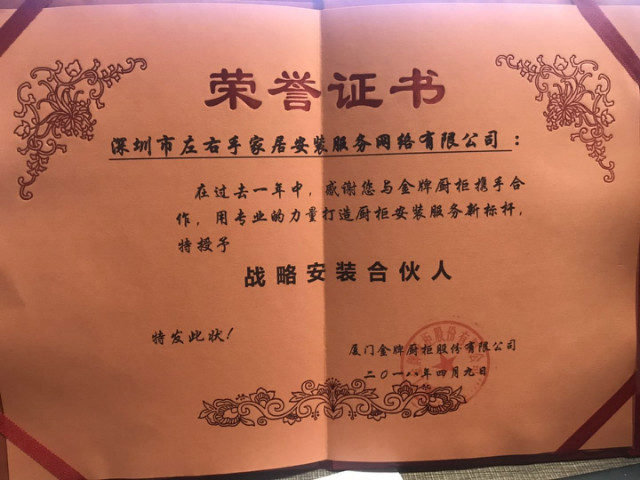 荣誉证书
深圳市左右手家居安装服务网络有限公司：
在过去一年中，感谢您与金牌厨柜携手合
作，用专业的力量打造厨柜安装服务新标杆，
特授予
战略安装合伙人
特发此状！
厦门金牌厨柜股份有限公司
二〇一八年四月九日